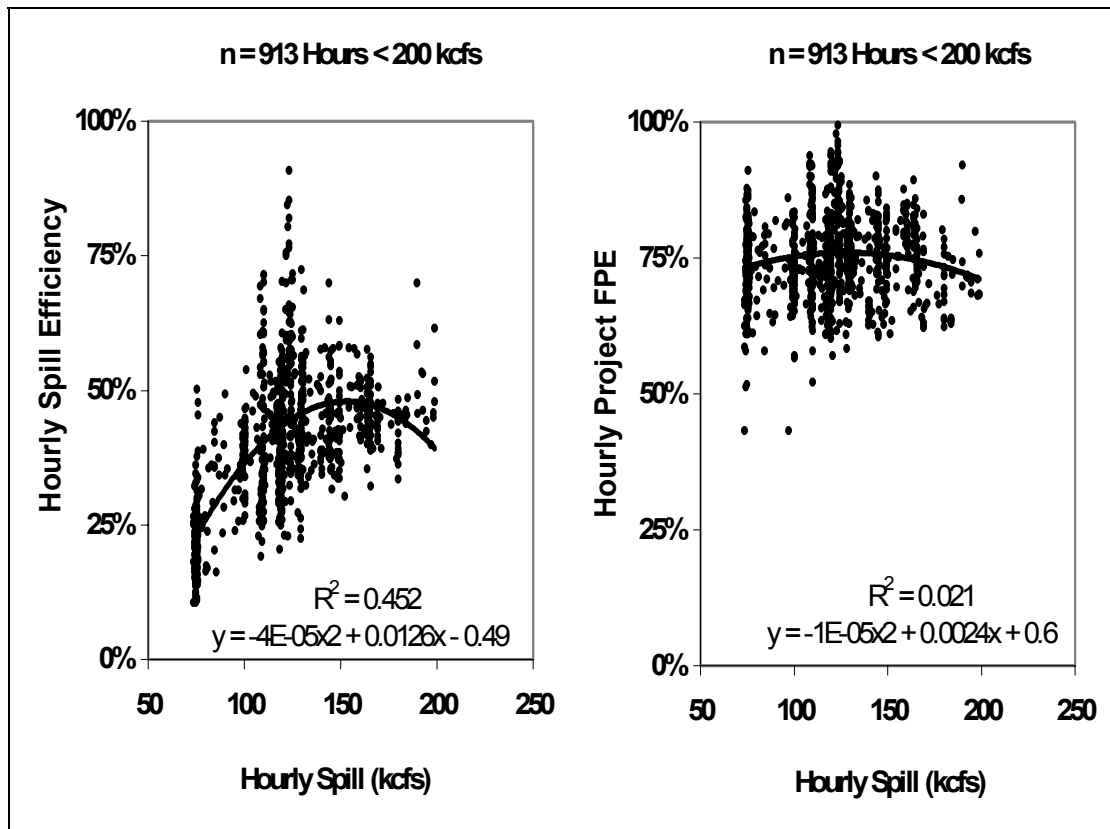 n = 913 Hours < 200 kcfs
100%
75%
50%
25%
0%
Hourly Spill Efficiency
R² = 0.452
y = -4E-05x2 + 0.0126x - 0.49
50 100 150 200 250
Hourly Spill (kcfs)
n = 913 Hours < 200 kcfs
100%
75%
50%
25%
0%
Hourly Project FPE
R² = 0.021
y = -1E-05x2 + 0.0024x + 0.6
50 100 150 200 250
Hourly Spill (kcfs)